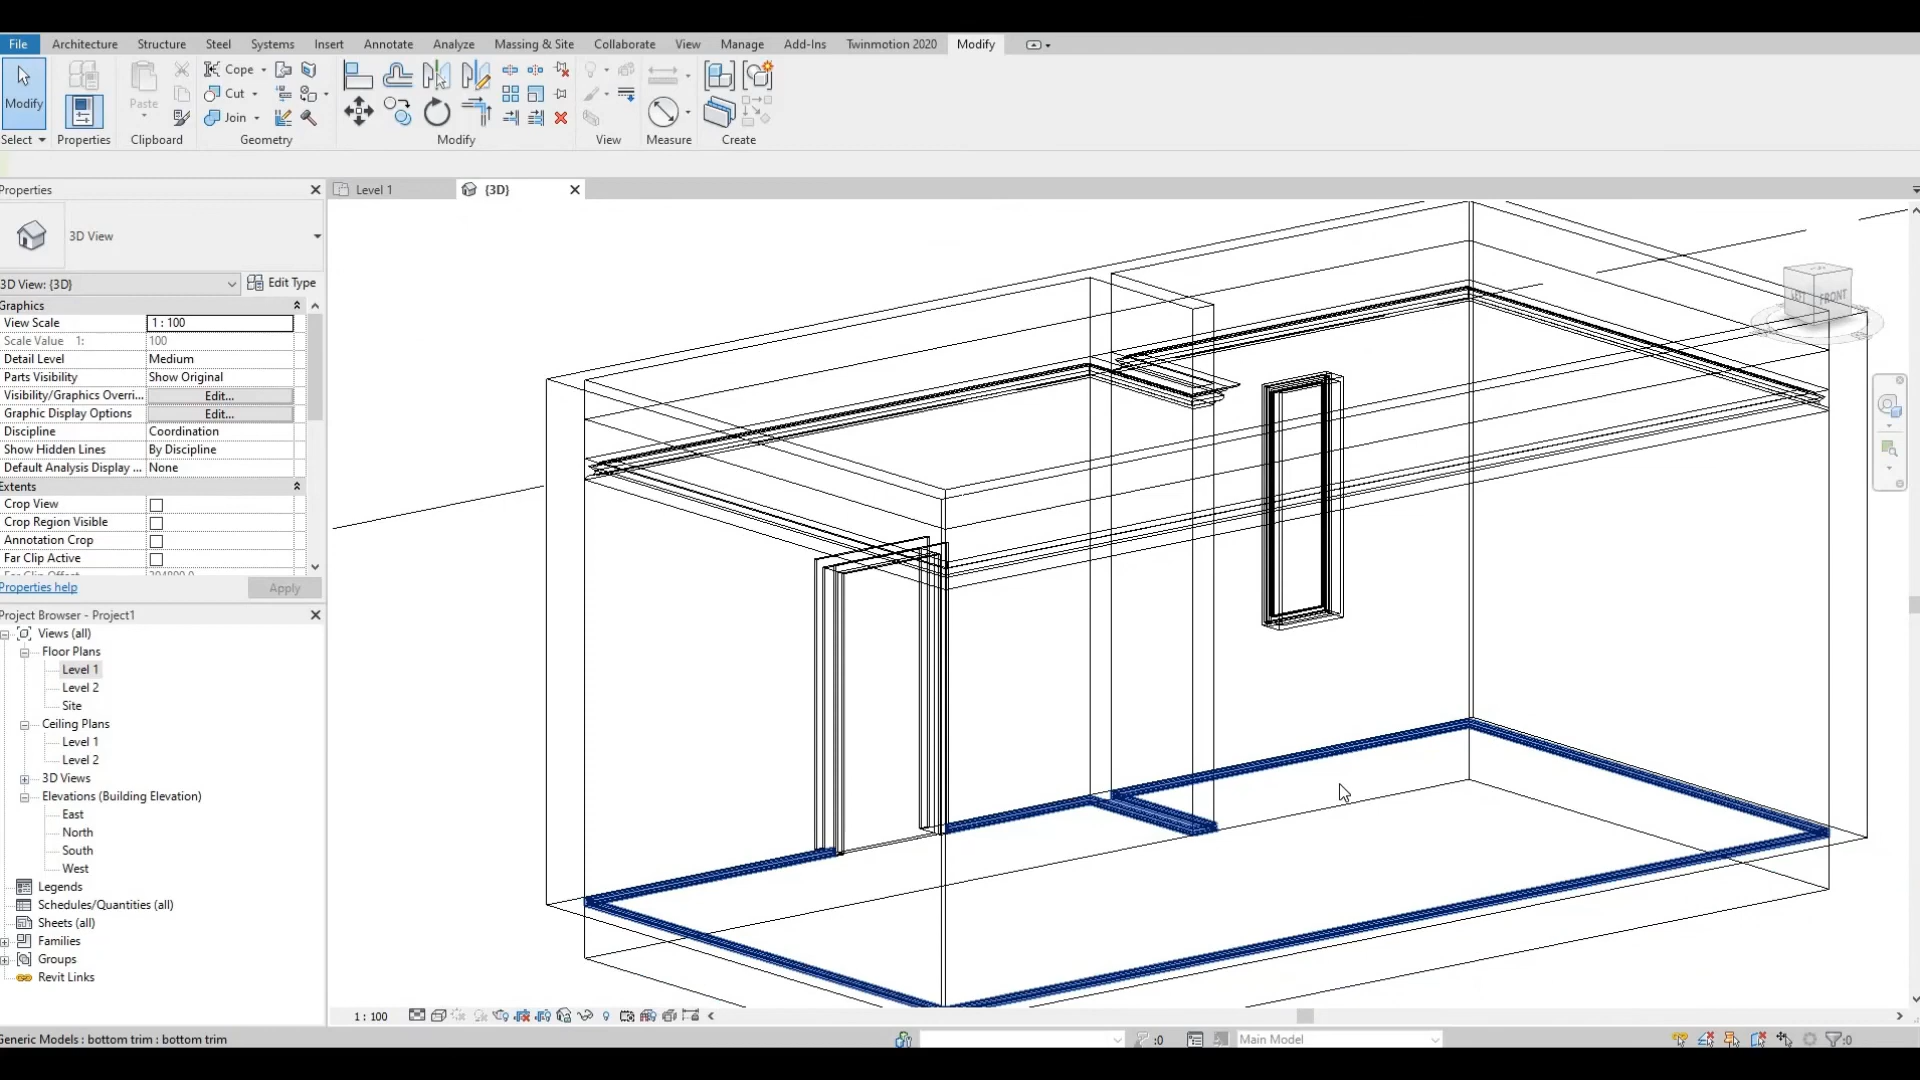 File Architecture Structure Steel Systems Insert Annotate Analyze Massing & Site Collaborate View Manage Add-Ins Twinmotion 2020 Modify
Modify
Select
Properties
Paste
Clipboard
Cope
Cut
Join
Geometry
Modify
View
Measure
Create
Properties
Level 1
{3D}
3D View
3D View: {3D}
Edit Type
Graphics
View Scale 1 : 100
Scale Value 1: 100
Detail Level Medium
Parts Visibility Show Original
Visibility/Graphics Overri... Edit...
Graphic Display Options Edit...
Discipline Coordination
Show Hidden Lines By Discipline
Default Analysis Display ... None
Extents
Crop View
Crop Region Visible
Annotation Crop
Far Clip Active
Properties help
Apply
Project Browser - Project1
Views (all)
Floor Plans
Level 1
Level 2
Site
Ceiling Plans
Level 1
Level 2
3D Views
Elevations (Building Elevation)
East
North
South
West
Legends
Schedules/Quantities (all)
Sheets (all)
Families
Groups
Revit Links
LEFT
FRONT
1 : 100
Generic Models : bottom trim : bottom trim
:0
Main Model
:0